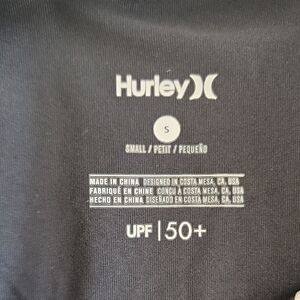 Hurley
S
SMALL / PETIT / PEQUEÑO
MADE IN CHINA DESIGNED IN COSTA MESA, CA, USA
FABRIQUÉ EN CHINE CONÇU À COSTA MESA, CA, USA
HECHO EN CHINA DISEÑADO EN COSTA MESA, CA, USA
UPF | 50+